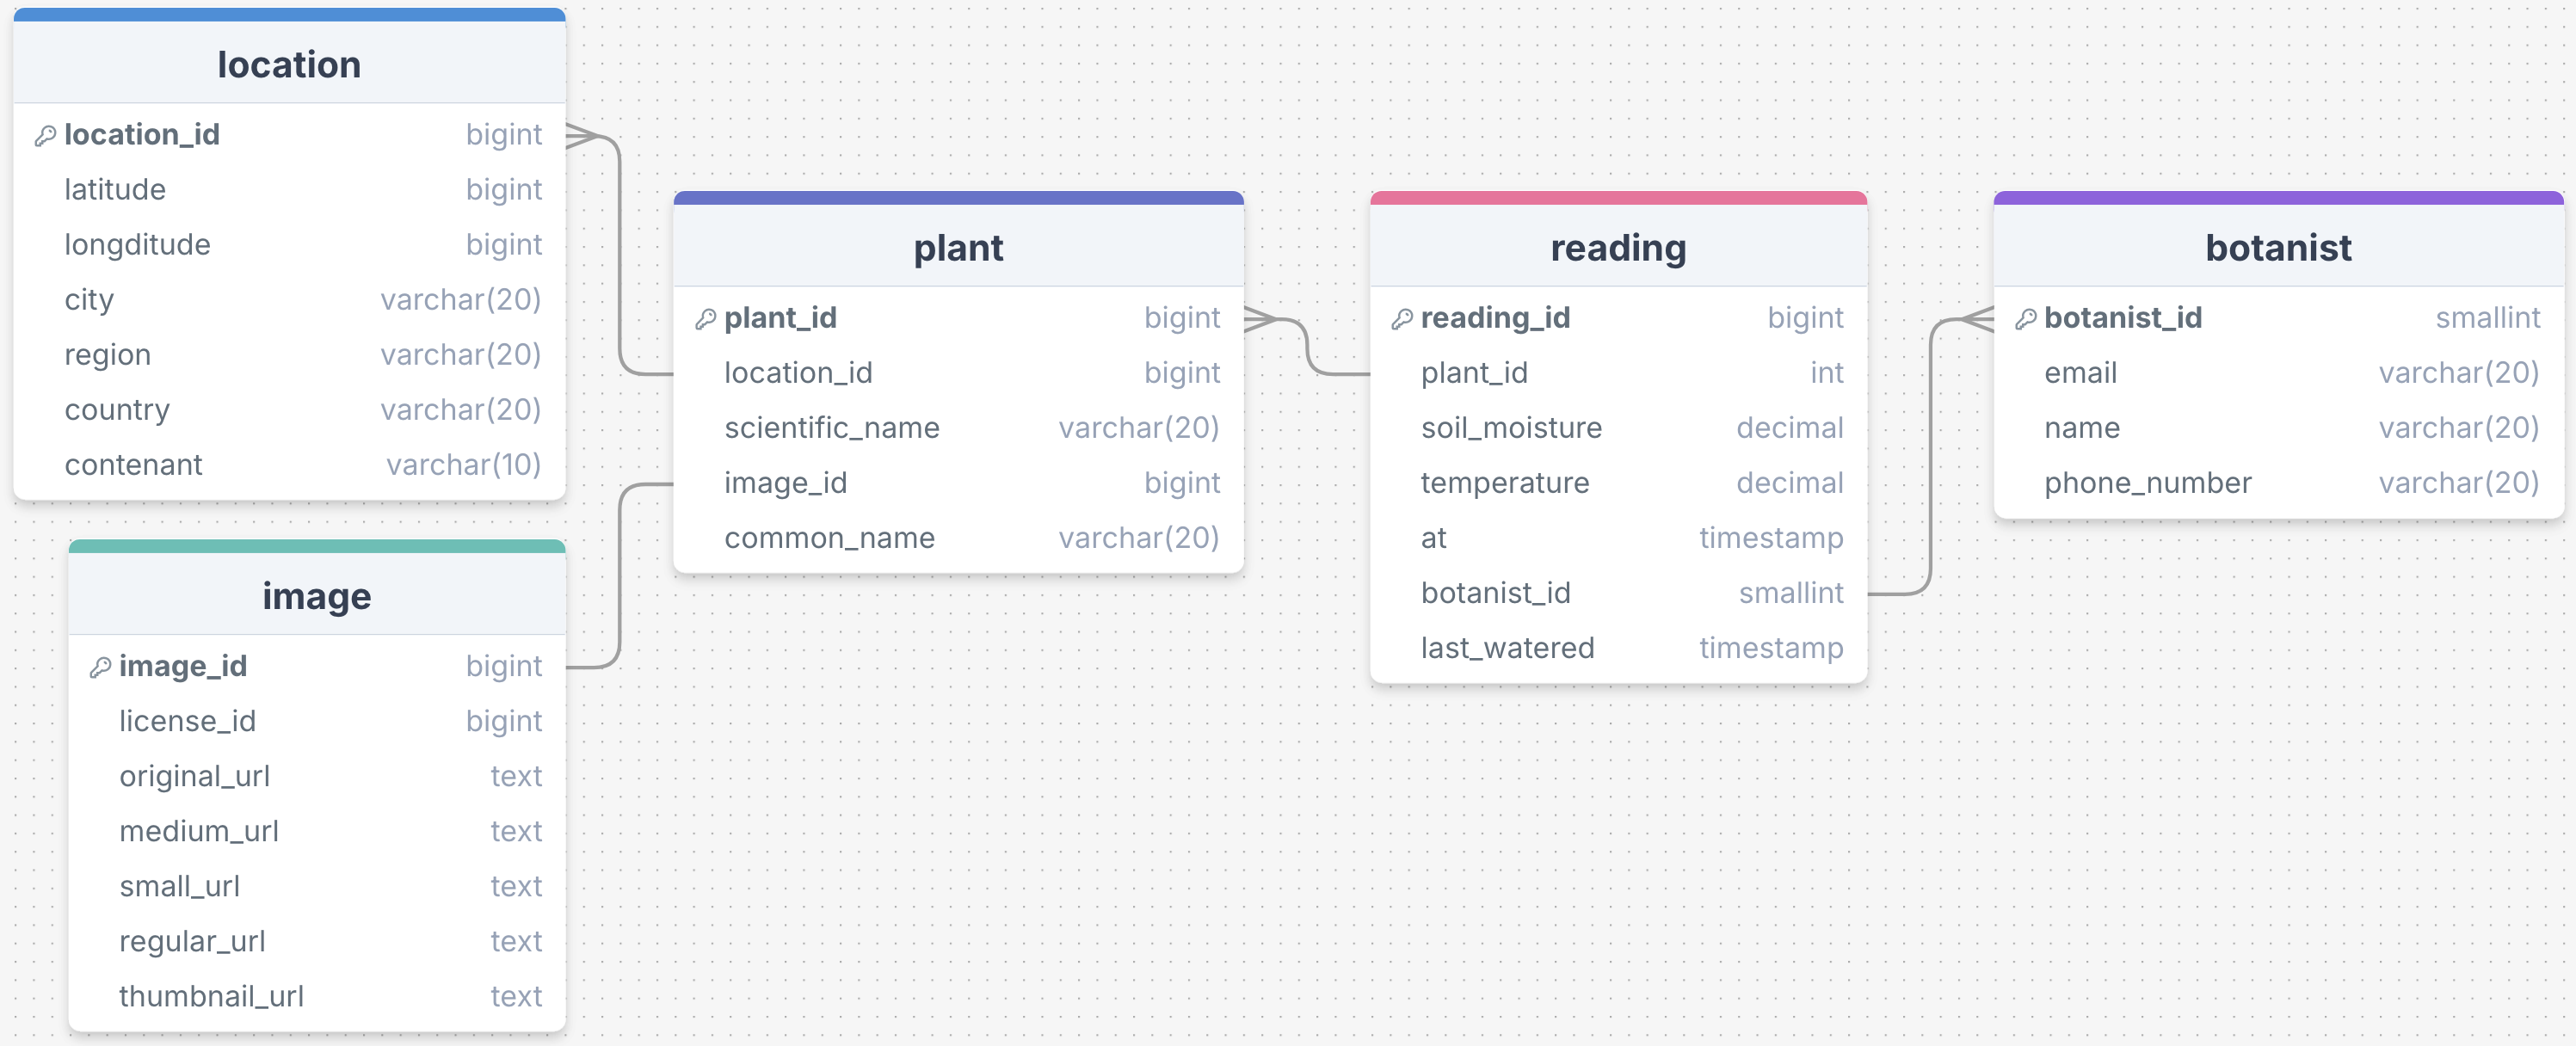 location
location_id bigint
latitude bigint
longditude bigint
city varchar(20)
region varchar(20)
country varchar(20)
contenant varchar(10)
image
image_id bigint
license_id bigint
original_url text
medium_url text
small_url text
regular_url text
thumbnail_url text
plant
plant_id bigint
location_id bigint
scientific_name varchar(20)
image_id bigint
common_name varchar(20)
reading
reading_id bigint
plant_id int
soil_moisture decimal
temperature decimal
at timestamp
botanist_id smallint
last_watered timestamp
botanist
botanist_id smallint
email varchar(20)
name varchar(20)
phone_number varchar(20)